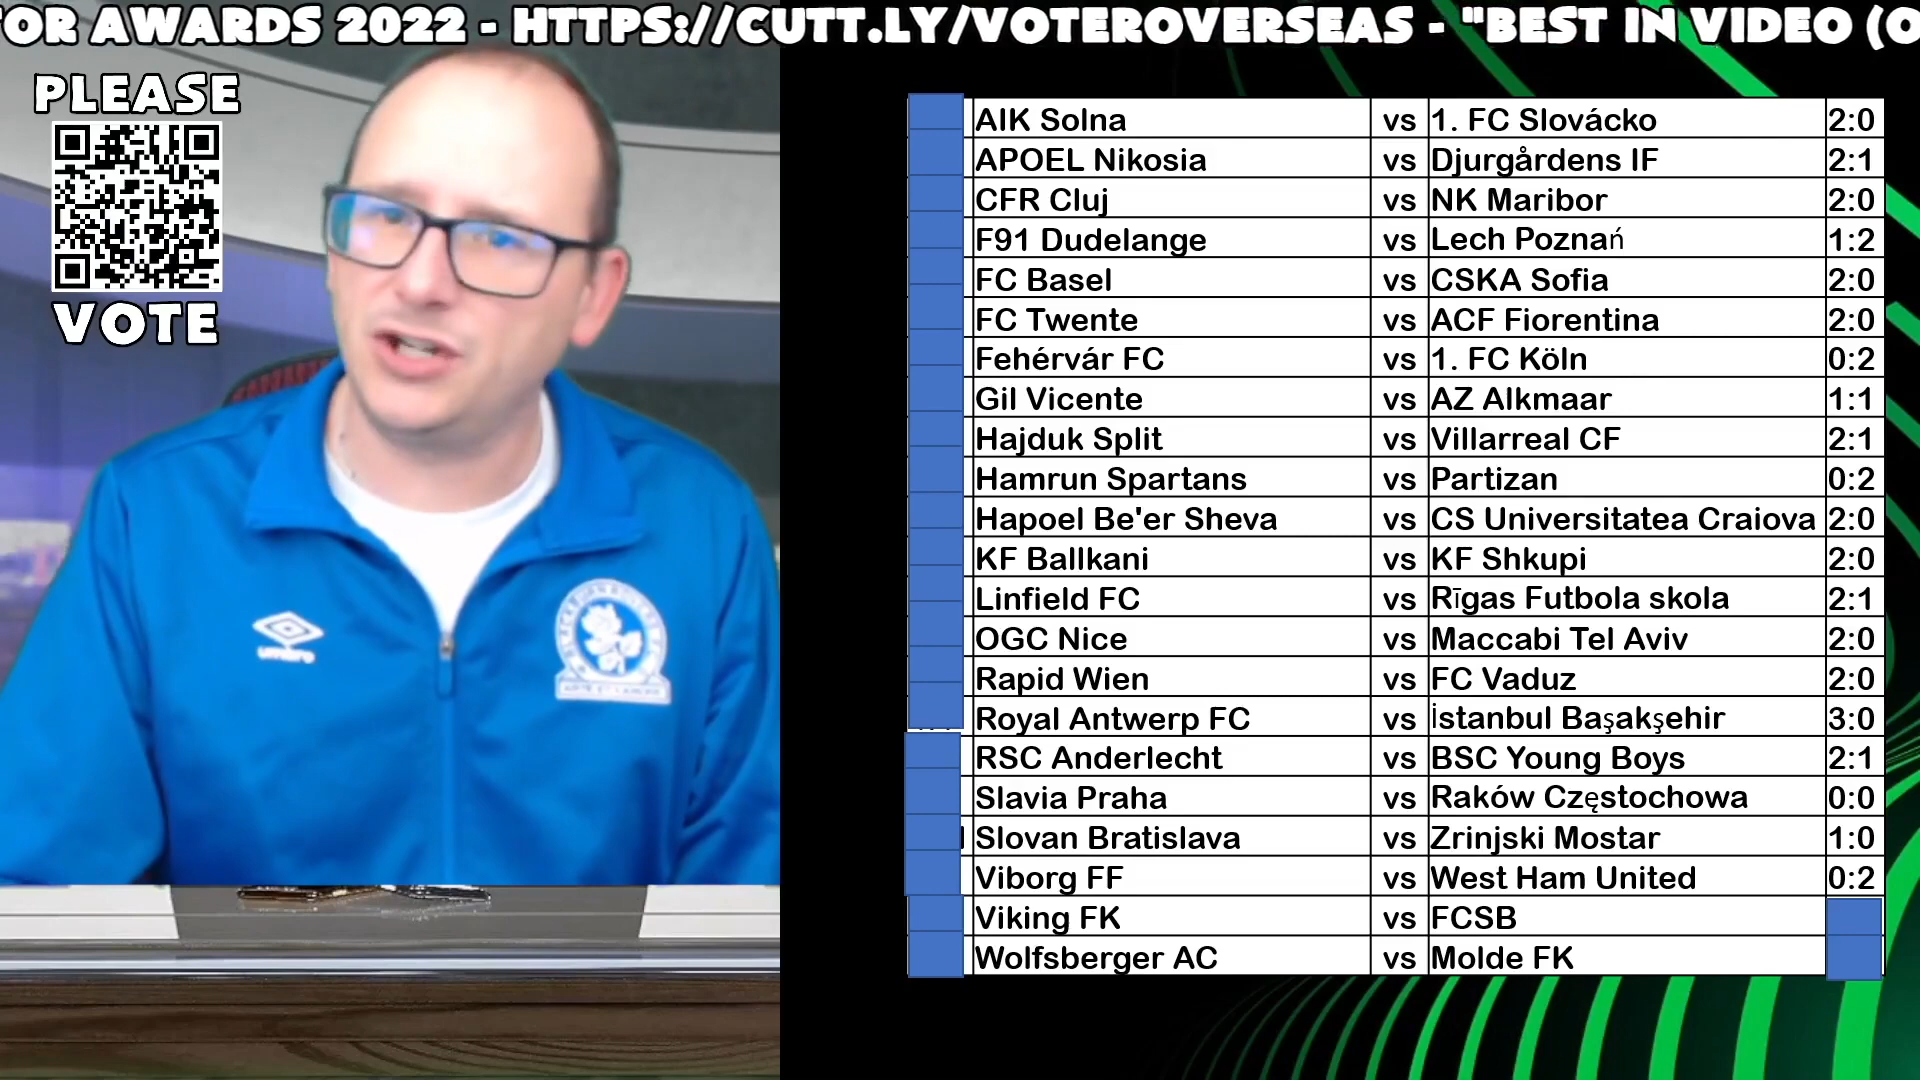 FOR AWARDS 2022 - HTTPS://CUTT.LY/VOTEROVERSEAS - "BEST IN VIDEO (O
PLEASE
VOTE
umbro
AIK Solna vs 1. FC Slovácko 2:0
APOEL Nikosia vs Djurgårdens IF 2:1
CFR Cluj vs NK Maribor 2:0
F91 Dudelange vs Lech Poznań 1:2
FC Basel vs CSKA Sofia 2:0
FC Twente vs ACF Fiorentina 2:0
Fehérvár FC vs 1. FC Köln 0:2
Gil Vicente vs AZ Alkmaar 1:1
Hajduk Split vs Villarreal CF 2:1
Hamrun Spartans vs Partizan 0:2
Hapoel Be'er Sheva vs CS Universitatea Craiova 2:0
KF Ballkani vs KF Shkupi 2:0
Linfield FC vs Rīgas Futbola skola 2:1
OGC Nice vs Maccabi Tel Aviv 2:0
Rapid Wien vs FC Vaduz 2:0
Royal Antwerp FC vs İstanbul Başakşehir 3:0
RSC Anderlecht vs BSC Young Boys 2:1
Slavia Praha vs Raków Częstochowa 0:0
Slovan Bratislava vs Zrinjski Mostar 1:0
Viborg FF vs West Ham United 0:2
Viking FK vs FCSB
Wolfsberger AC vs Molde FK